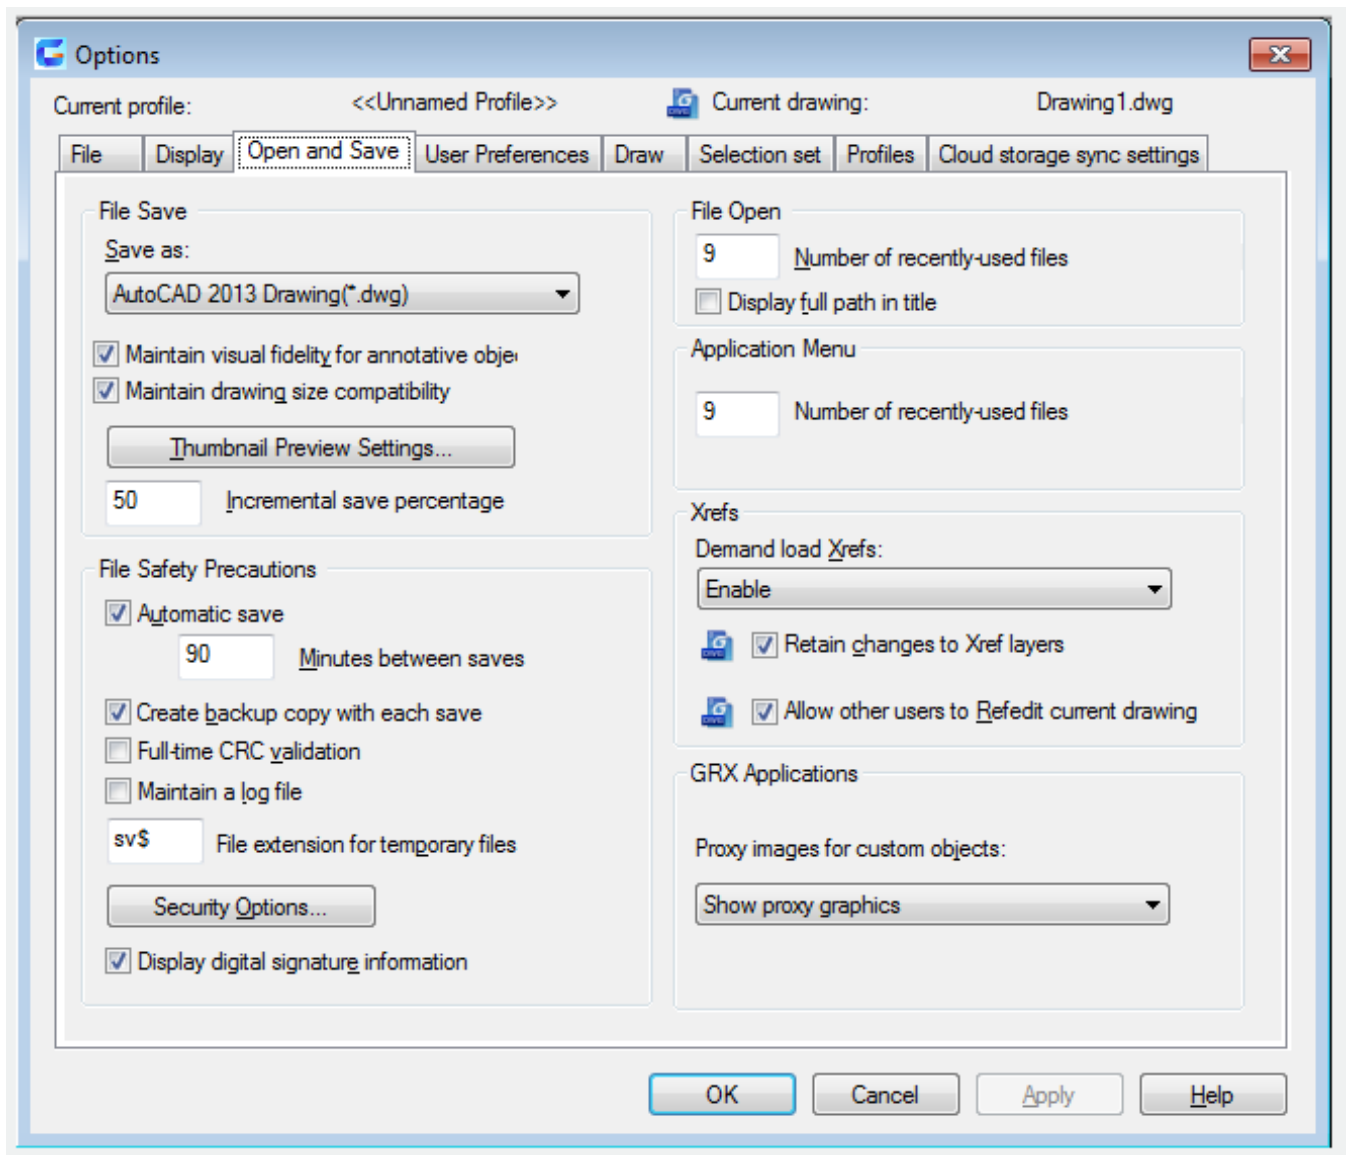 Options
Current profile: <<Unnamed Profile>> Current drawing: Drawing1.dwg
File Display Open and Save User Preferences Draw Selection set Profiles Cloud storage sync settings
File Save
Save as:
AutoCAD 2013 Drawing(*.dwg)
Maintain visual fidelity for annotative obje
Maintain drawing size compatibility
Thumbnail Preview Settings...
50 Incremental save percentage
File Safety Precautions
Automatic save
90 Minutes between saves
Create backup copy with each save
Full-time CRC validation
Maintain a log file
sv$ File extension for temporary files
Security Options...
Display digital signature information
File Open
9 Number of recently-used files
Display full path in title
Application Menu
9 Number of recently-used files
Xrefs
Demand load Xrefs:
Enable
Retain changes to Xref layers
Allow other users to Refedit current drawing
GRX Applications
Proxy images for custom objects:
Show proxy graphics
OK Cancel Apply Help